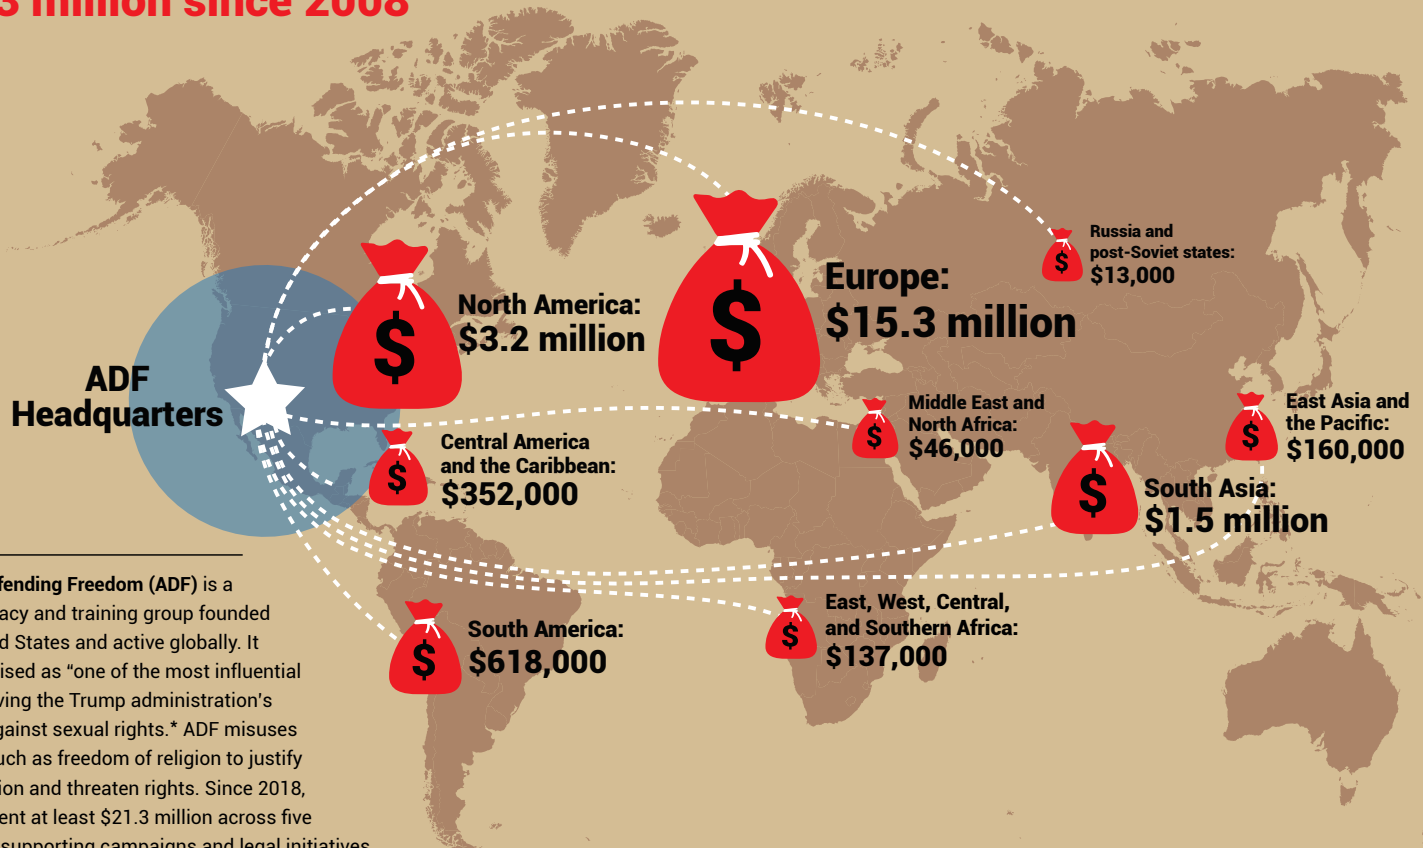 3 million since 2008
ADF
Headquarters
North America:
$3.2 million
Europe:
$15.3 million
Russia and
post-Soviet states:
$13,000
Central America
and the Caribbean:
$352,000
Middle East and
North Africa:
$46,000
East Asia and
the Pacific:
$160,000
South Asia:
$1.5 million
South America:
$618,000
East, West, Central,
and Southern Africa:
$137,000
fending Freedom (ADF) is a
acy and training group founded
d States and active globally. It
ised as “one of the most influential
ving the Trump administration's
gainst sexual rights.* ADF misuses
uch as freedom of religion to justify
ion and threaten rights. Since 2018,
ent at least $21.3 million across five
supporting campaigns and legal initiatives